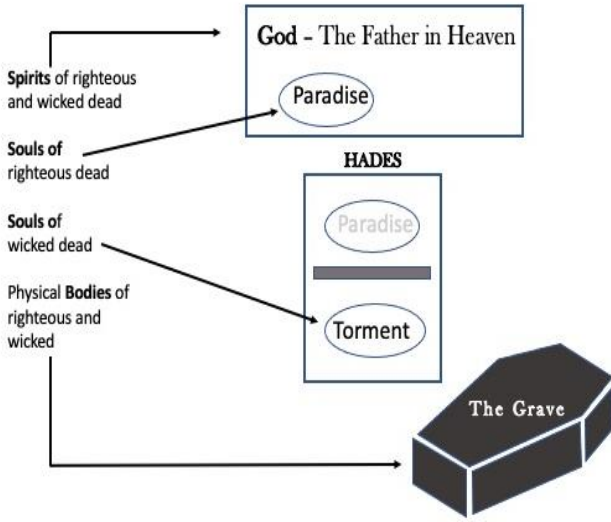 God – The Father in Heaven
Spirits of righteous
and wicked dead
Paradise
Souls of
righteous dead
HADES
Souls of
wicked dead
Paradise
Physical Bodies of
righteous and
wicked
Torment
The Grave